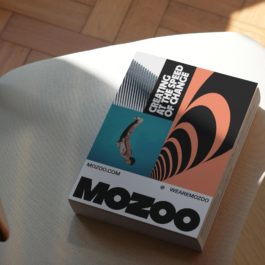 CREATING
AT THE SPEED
OF CHANGE
MOZOO.COM
WEAREMOZOO
MOZOO